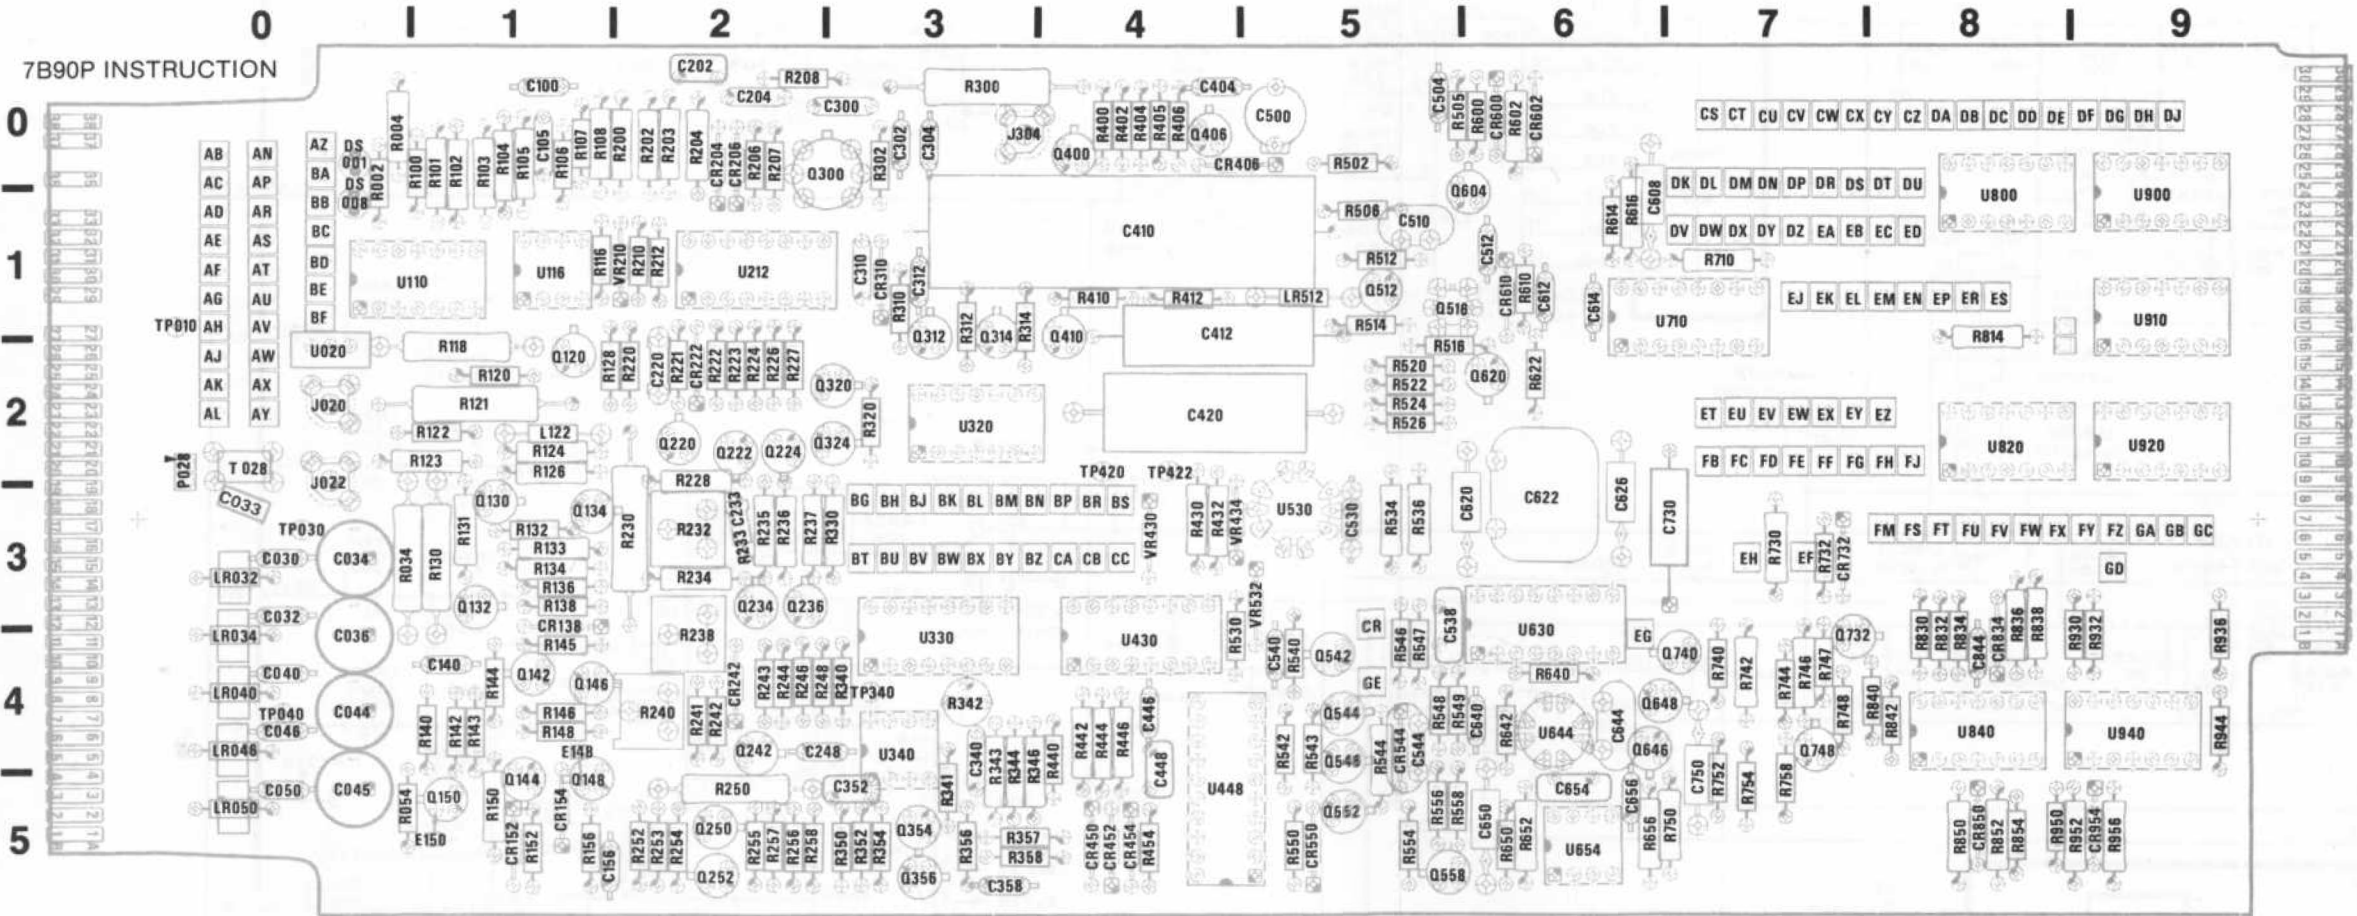 0 1 2 3 4 5 6 7 8 9
7B90P INSTRUCTION
C202 R208 C100 C204 C300 R300 C404 C504 R505 R600 CR600 R602 CR602
0
R004 R107 R108 R200 R202 R203 R204 C302 C304 J304 R400 R402 R404 R405 R406 Q406 C500
CS CT CU CV CW CX CY CZ DA DB DC DD DE DF DG DH DJ
AB AN AZ DS 001 R002 R100 R101 R102 R103 R104 R105 C105 R106 CR204 CR206 R206 R207 Q300 R302 Q400 CR406 R502
AC AP BA DS 008 Q604 R614 R616 C608 DK DL DM DN DP DR DS DT DU U800 U900
AD AR BB R506 C510
AE AS BC C410 C512 DV DW DX DY DZ EA EB EC ED
1
AF AT BD U110 U116 R116 VR210 R210 R212 U212 C310 CR310 C312 R310 R512 Q512 CR610 R610 C612 C614 R710
AG AU BE R410 R412 LR512 Q516 EJ EK EL EM EN EP ER ES
TP010 AH AV BF Q312 R312 Q314 R314 Q410 C412 R514 U710 R814 U910
AJ AW U020 R118 Q120 R128 R220 C220 R221 CR222 R222 R223 R224 R226 R227 R516
AK AX R120 Q320 R520 R522 Q620 R622
2
AL AY J020 R121 R320 U320 C420 R524 R526 ET EU EV EW EX EY EZ
R122 L122 Q220 Q222 Q224 Q324 U820 U920
P028 T 028 R123 R124 R126 TP420 TP422 FB FC FD FE FF FG FH FJ
J022 R228
C033 Q130 Q134 R230 R232 C233 R233 R235 R236 R237 R330 BG BH BJ BK BL BM BN BP BR BS VR430 R430 R432 VR434 U530 C530 R534 R536 C620 C622 C626 C730
TP030 R131 R132 FM FS FT FU FV FW FX FY FZ GA GB GC
3
C030 C034 R034 R130 R133 BT BU BV BW BX BY BZ CA CB CC EH R730 EF R732 CR732
LR032 R134 R234 GD
R136
C032 Q132 R138 Q234 Q236 VR532 C538
LR034 C036 CR138 R238 U330 U430 R530 C540 R540 Q542 CR R546 R547 U630 EG Q740 R740 R742 R744 R746 R747 Q732 R830 R832 R834 C844 CR834 R836 R838 R930 R932 R936
R145
C040 C140 R144 Q142 Q146 CR242 R243 R244 R246 R248 R340 TP340 GE R640
LR040
4
TP040 C044 R140 R142 R143 R146 R148 R240 R241 R242 R342 R442 R444 R446 C446 Q544 R548 R549 C640 R642 U644 C644 Q648 R748 R840 R842 U840 U940 R944
C046
LR046 E148 Q242 C248 U340 C340 R343 R344 R346 R440 C448 R542 R543 Q546 R544 CR544 C544 Q646 C750 R752 R754 R758 Q748
C050 C045 R054 Q150 R150 Q144 Q148 R250 C352 R341 U448 R556 R558 C650 C654 C656
LR050
5
E150 CR152 R152 CR154 R156 C156 R252 R253 R254 Q250 R255 R257 R256 R258 R350 R352 R354 Q354 R356 R357 CR450 CR452 CR454 R454 R550 CR550 Q552 R554 R650 R652 U654 R656 R750 R850 CR850 R852 R854 R950 R952 CR954 R956
R358
Q252 Q356 C358 Q558